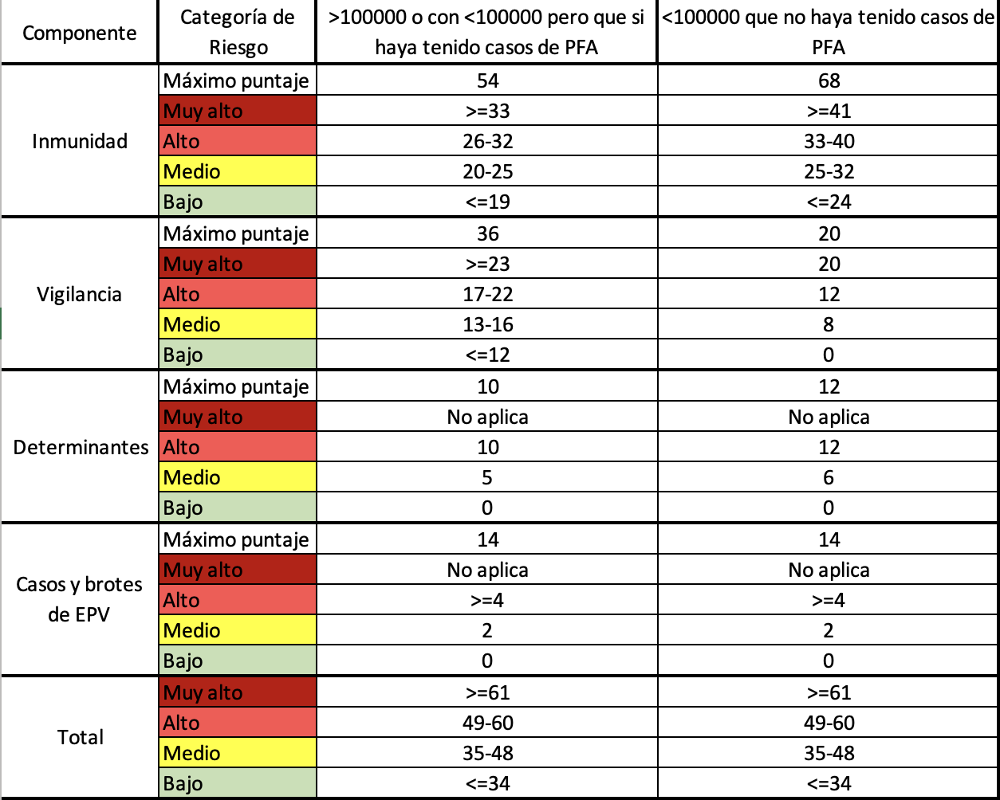 Componente
Categoría de
Riesgo
>100000 o con <100000 pero que si
haya tenido casos de PFA
<100000 que no haya tenido casos de
PFA
Inmunidad
Máximo puntaje 54 68
Muy alto >=33 >=41
Alto 26-32 33-40
Medio 20-25 25-32
Bajo <=19 <=24
Vigilancia
Máximo puntaje 36 20
Muy alto >=23 20
Alto 17-22 12
Medio 13-16 8
Bajo <=12 0
Determinantes
Máximo puntaje 10 12
Muy alto No aplica No aplica
Alto 10 12
Medio 5 6
Bajo 0 0
Casos y brotes
de EPV
Máximo puntaje 14 14
Muy alto No aplica No aplica
Alto >=4 >=4
Medio 2 2
Bajo 0 0
Total
Muy alto >=61 >=61
Alto 49-60 49-60
Medio 35-48 35-48
Bajo <=34 <=34